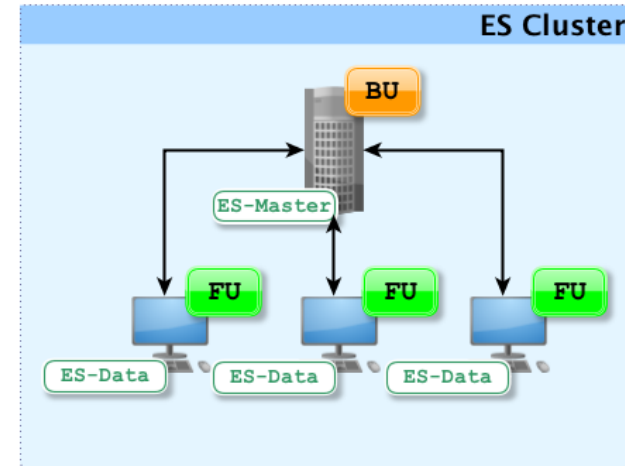 ES Cluster
BU
ES-Master
FU
FU
FU
ES-Data
ES-Data
ES-Data